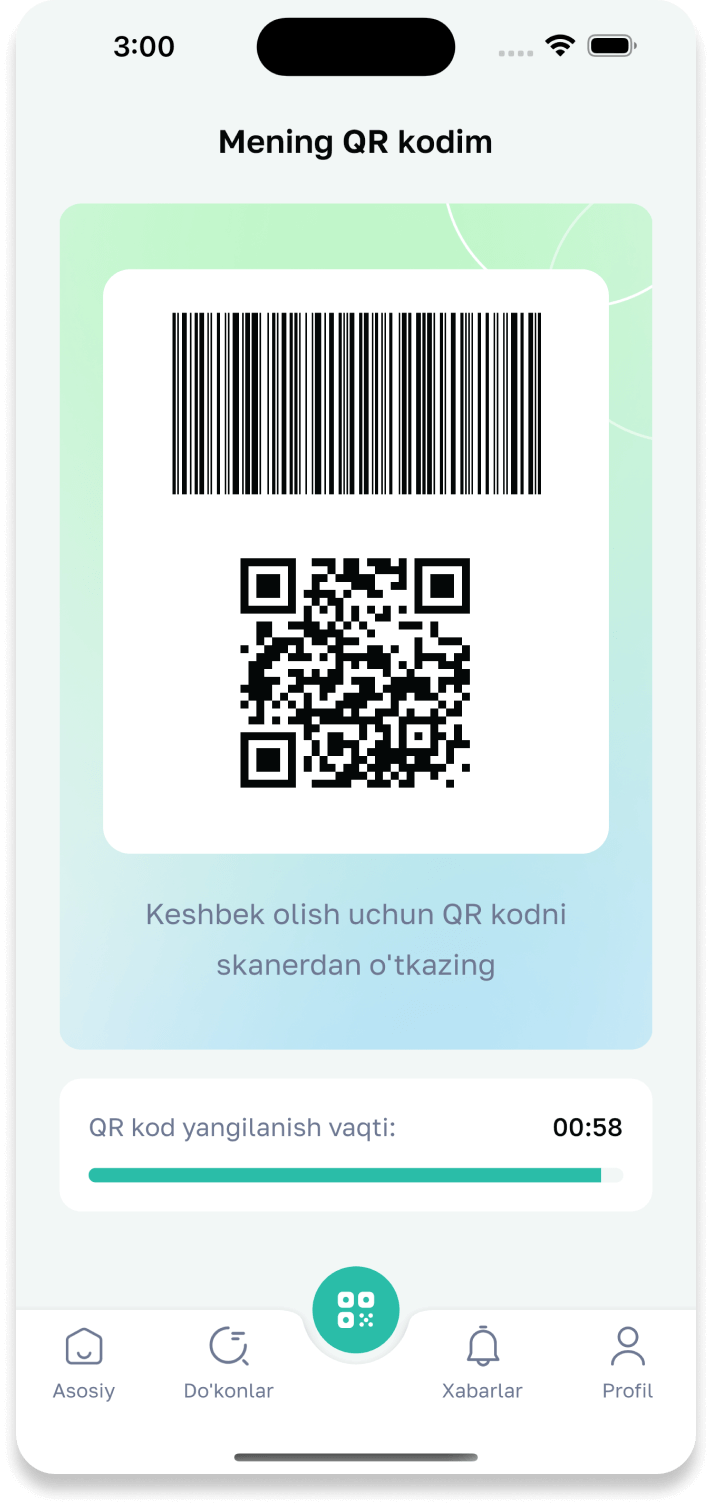 3:00
Mening QR kodim
Keshbek olish uchun QR kodni
skanerdan o'tkazing
QR kod yangilanish vaqti: 00:58
Asosiy Do'konlar Xabarlar Profil